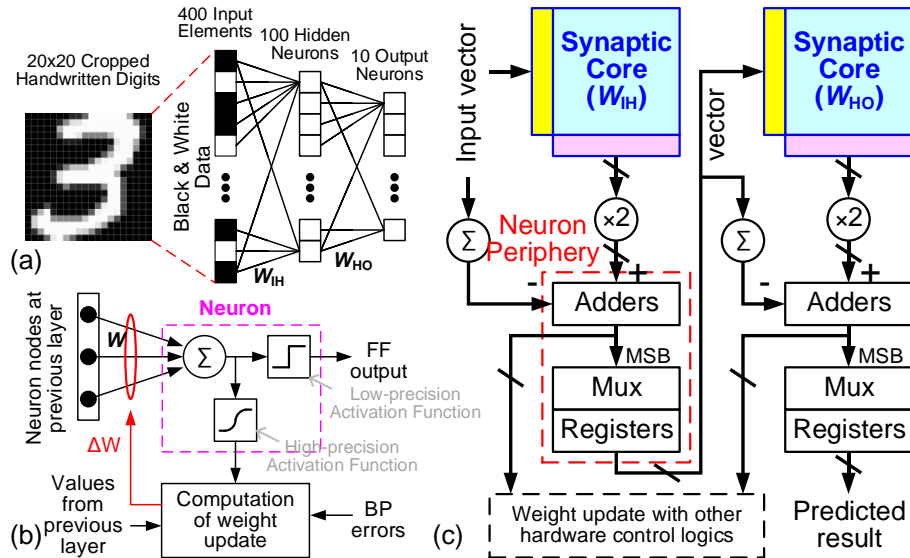 400 Input
Elements
20x20 Cropped
Handwritten Digits
100 Hidden
Neurons
10 Output
Neurons
Black & White
Data
W_IH
W_HO
(a)
Neuron nodes at
previous layer
W
Neuron
Σ
FF
output
Low-precision
Activation Function
High-precision
Activation Function
ΔW
Values from
previous
layer
Computation
of weight
update
BP
errors
(b)
Input vector
Synaptic
Core
(W_IH)
×2
Σ
Neuron
Periphery
+
-
Adders
MSB
Mux
Registers
vector
Synaptic
Core
(W_HO)
×2
Σ
+
-
Adders
MSB
Mux
Registers
Weight update with other
hardware control logics
Predicted
result
(c)